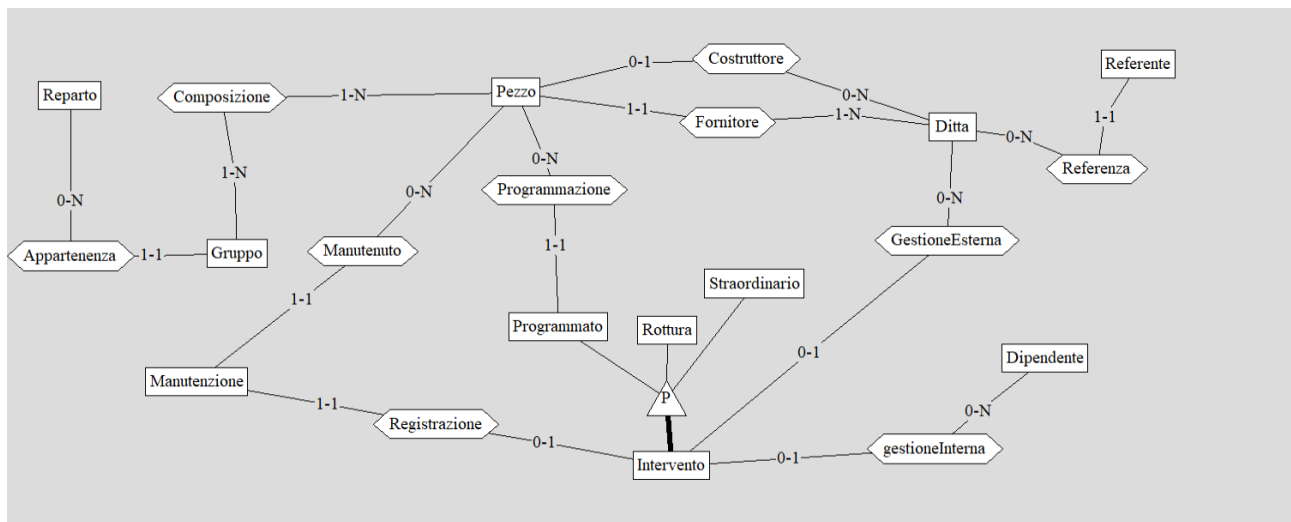 Costruttore
Referente
0-1
Reparto
Composizione
1-N
Pezzo
0-N
1-1
1-1
Fornitore
1-N
Ditta
0-N
0-N
Referenza
1-N
0-N
Programmazione
0-N
0-N
0-N
Appartenenza
1-1
Gruppo
Manutenuto
1-1
GestioneEsterna
Straordinario
1-1
Programmato
Rottura
0-1
Dipendente
Manutenzione
P
1-1
0-N
Registrazione
0-1
Intervento
0-1
gestioneInterna